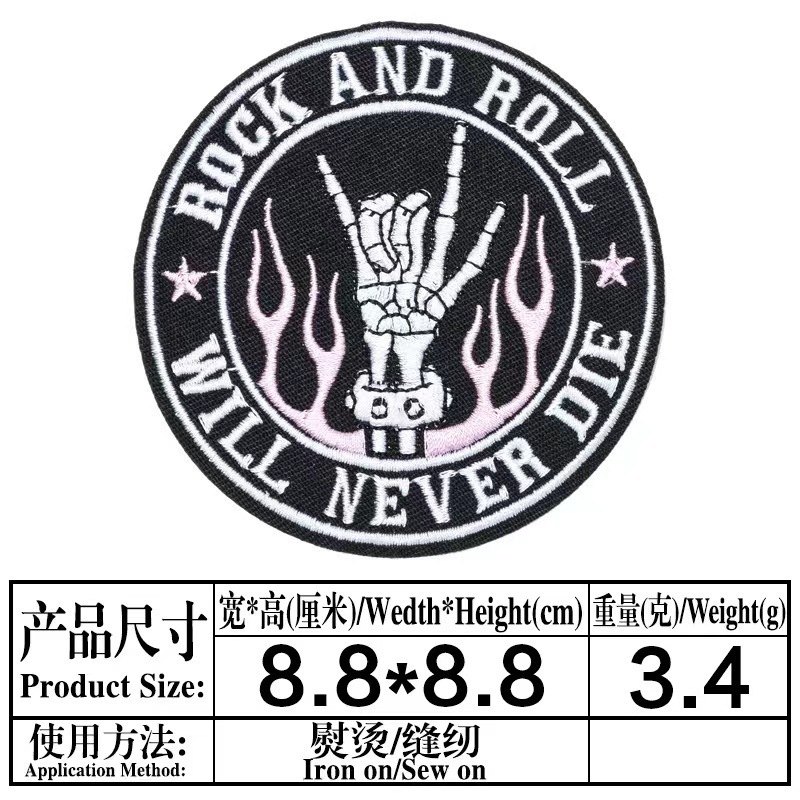 ROCK AND ROLL
WILL NEVER DIE
产品尺寸
Product Size:
宽*高(厘米)/Wedth*Height(cm)
8.8*8.8
重量(克)/Weight(g)
3.4
使用方法:
Application Method:
熨烫/缝纫
Iron on/Sew on